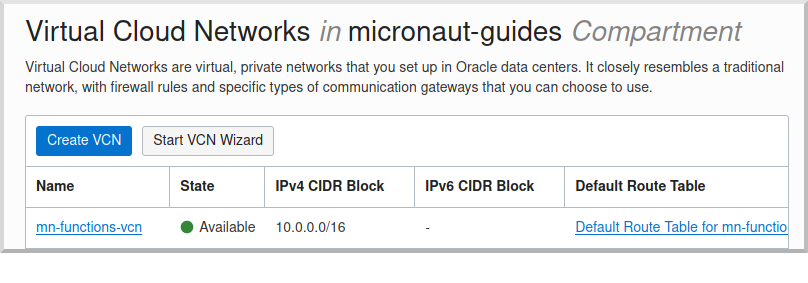 Virtual Cloud Networks in micronaut-guides Compartment
Virtual Cloud Networks are virtual, private networks that you set up in Oracle data centers. It closely resembles a traditional
network, with firewall rules and specific types of communication gateways that you can choose to use.
Create VCN Start VCN Wizard
Name State IPv4 CIDR Block IPv6 CIDR Block Default Route Table
mn-functions-vcn Available 10.0.0.0/16 - Default Route Table for mn-functio